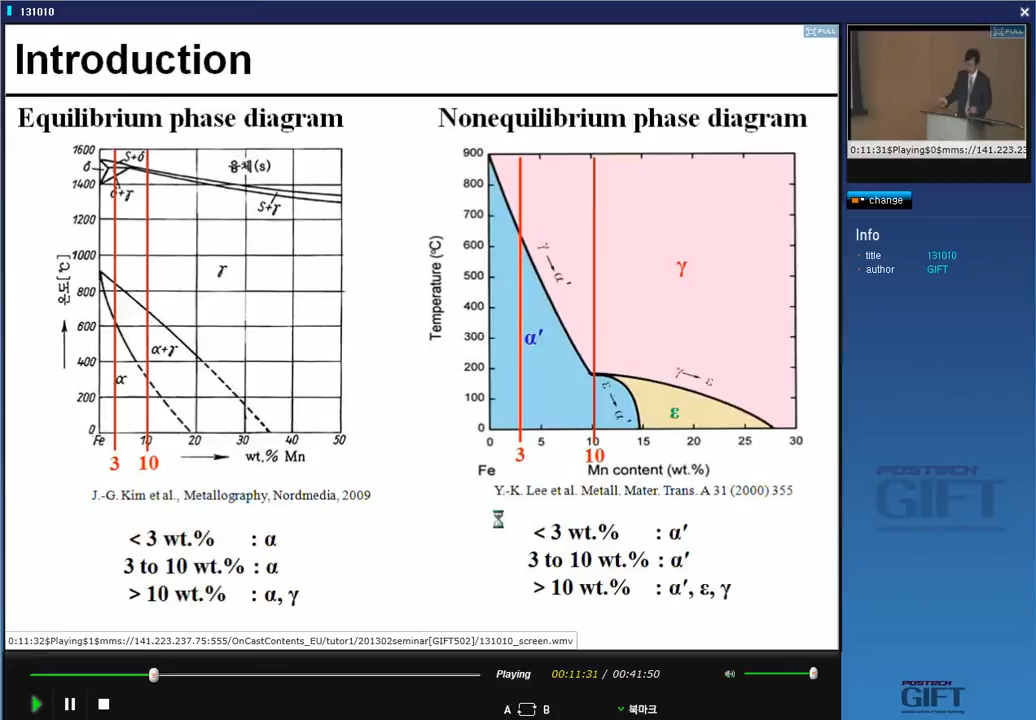 131010
Introduction
FULL
FULL
Equilibrium phase diagram
Nonequilibrium phase diagram
0:11:31$Playing$0$mms://141.223.23
change
Info
title 131010
author GIFT
1600
1400
1200
1000
800
600
400
200
0
온도[℃]
δ
S+δ
δ+γ
용체(s)
S+γ
γ
α+γ
α
Fe 10 20 30 40 50
wt.% Mn
3 10
900
800
700
600
500
400
300
200
100
0
Temperature (℃)
γ → α′
γ
α′
γ → ε
ε → α′
ε
0 5 10 15 20 25 30
3 10
Fe Mn content (wt.%)
J.-G. Kim et al., Metallography, Nordmedia, 2009
Y.-K. Lee et al. Metall. Mater. Trans. A 31 (2000) 355
< 3 wt.% : α
3 to 10 wt.% : α
> 10 wt.% : α, γ
< 3 wt.% : α′
3 to 10 wt.% : α′
> 10 wt.% : α′, ε, γ
POSTECH
GIFT
0:11:32$Playing$1$mms://141.223.237.75:555/OnCastContents_EU/tutor1/201302seminar[GIFT502]/131010_screen.wmv
Playing 00:11:31 / 00:41:50
A B 북마크
POSTECH
GIFT